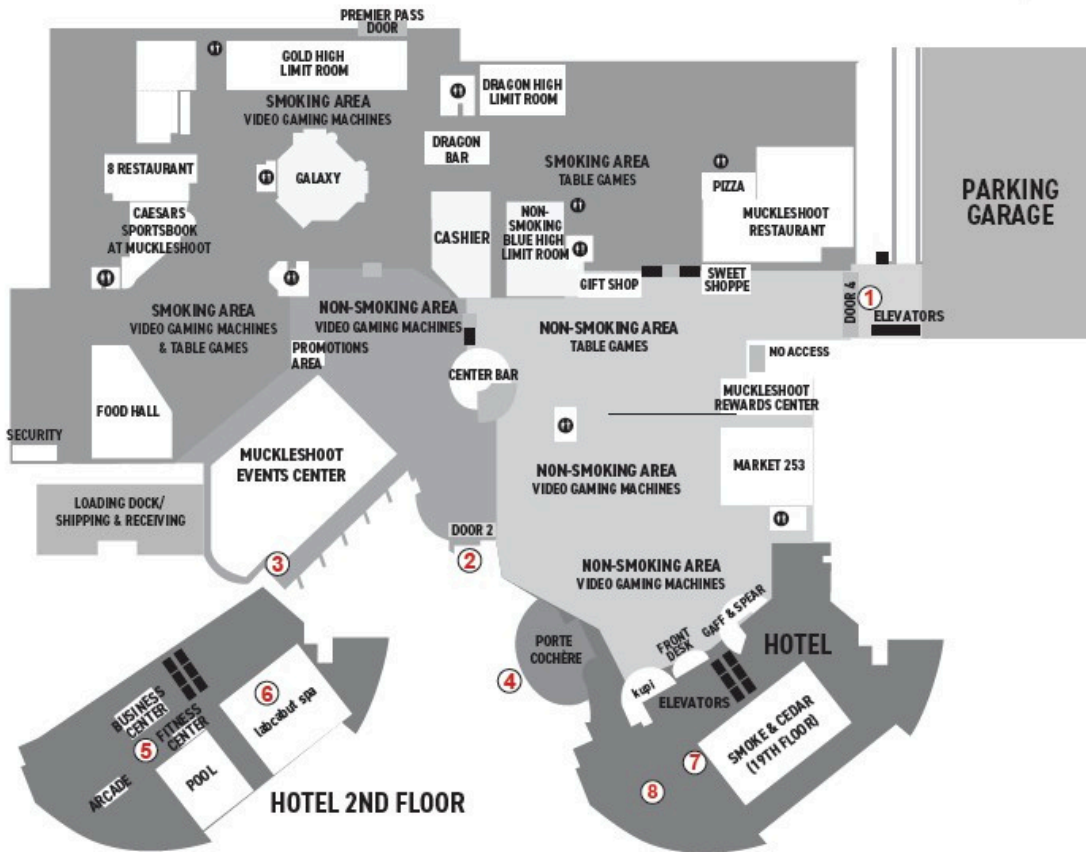 PREMIER PASS
DOOR
GOLD HIGH
LIMIT ROOM
DRAGON HIGH
LIMIT ROOM
SMOKING AREA
VIDEO GAMING MACHINES
DRAGON
BAR
8 RESTAURANT
GALAXY
SMOKING AREA
TABLE GAMES
PIZZA
MUCKLESHOOT
RESTAURANT
PARKING
GARAGE
CAESARS
SPORTSBOOK
AT MUCKLESHOOT
CASHIER
NON-
SMOKING
BLUE HIGH
LIMIT ROOM
GIFT SHOP
SWEET
SHOPPE
DOOR 4
1
ELEVATORS
SMOKING AREA
VIDEO GAMING MACHINES
& TABLE GAMES
NON-SMOKING AREA
VIDEO GAMING MACHINES
NON-SMOKING AREA
TABLE GAMES
PROMOTIONS
AREA
CENTER BAR
NO ACCESS
MUCKLESHOOT
REWARDS CENTER
FOOD HALL
SECURITY
MUCKLESHOOT
EVENTS CENTER
NON-SMOKING AREA
VIDEO GAMING MACHINES
MARKET 253
LOADING DOCK/
SHIPPING & RECEIVING
DOOR 2
2
3
NON-SMOKING AREA
VIDEO GAMING MACHINES
GAFF & SPEAR
FRONT
DESK
HOTEL
PORTE
COCHÈRE
4
kupi
ELEVATORS
SMOKE & CEDAR
(19TH FLOOR)
7
8
6
labcabut spa
BUSINESS
CENTER
FITNESS
CENTER
5
ARCADE
POOL
HOTEL 2ND FLOOR